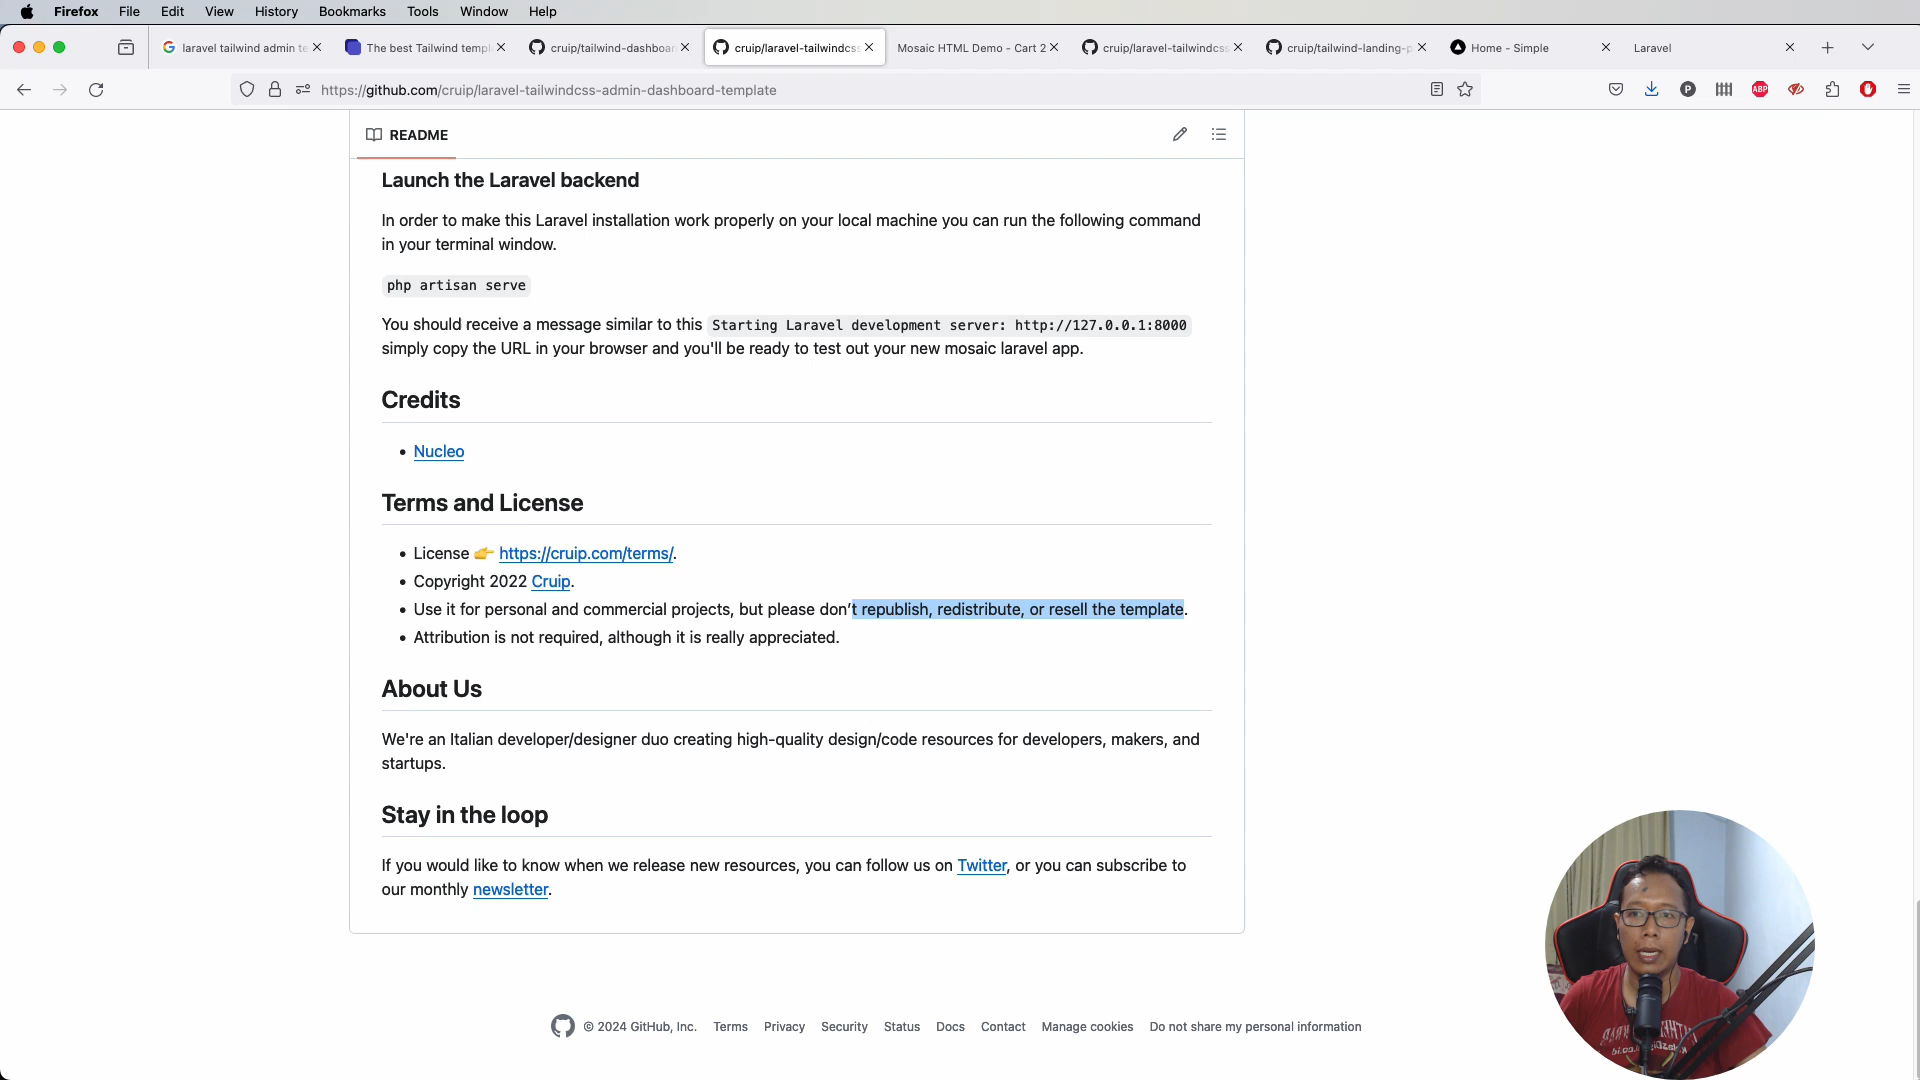 Firefox File Edit View History Bookmarks Tools Window Help
laravel tailwind admin te
The best Tailwind templ
cruip/tailwind-dashboar
cruip/laravel-tailwindcss
Mosaic HTML Demo - Cart 2
cruip/laravel-tailwindcss
cruip/tailwind-landing-p
Home - Simple
Laravel
https://github.com/cruip/laravel-tailwindcss-admin-dashboard-template
ABP
README
Launch the Laravel backend
In order to make this Laravel installation work properly on your local machine you can run the following command
in your terminal window.
php artisan serve
You should receive a message similar to this Starting Laravel development server: http://127.0.0.1:8000
simply copy the URL in your browser and you'll be ready to test out your new mosaic laravel app.
Credits
• Nucleo
Terms and License
• License 👉 https://cruip.com/terms/.
• Copyright 2022 Cruip.
• Use it for personal and commercial projects, but please don’t republish, redistribute, or resell the template.
• Attribution is not required, although it is really appreciated.
About Us
We're an Italian developer/designer duo creating high-quality design/code resources for developers, makers, and
startups.
Stay in the loop
If you would like to know when we release new resources, you can follow us on Twitter, or you can subscribe to
our monthly newsletter.
© 2024 GitHub, Inc. Terms Privacy Security Status Docs Contact Manage cookies Do not share my personal information